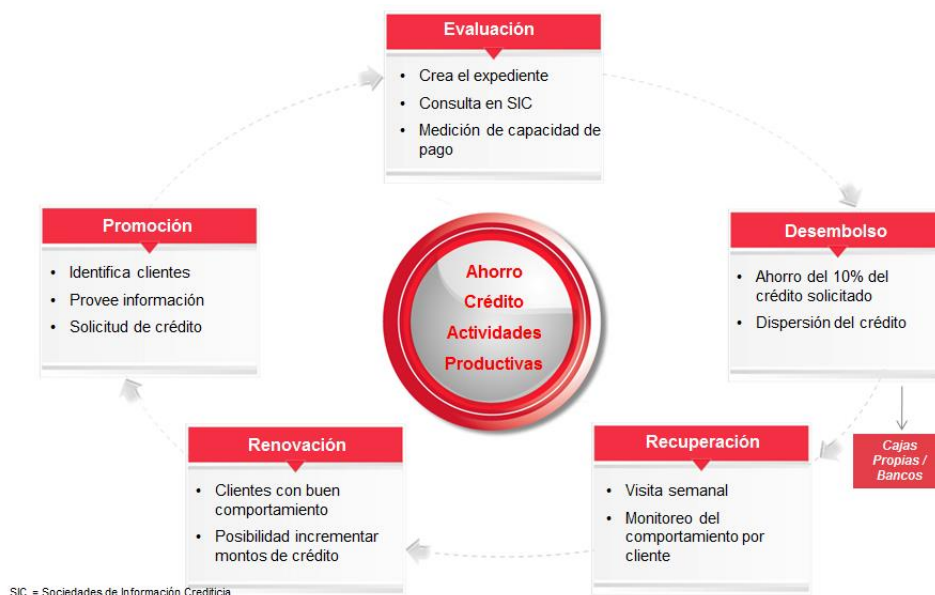 Evaluación
• Crea el expediente
• Consulta en SIC
• Medición de capacidad de
pago
Promoción
• Identifica clientes
• Provee información
• Solicitud de crédito
Ahorro
Crédito
Actividades
Productivas
Desembolso
• Ahorro del 10% del
crédito solicitado
• Dispersión del crédito
Cajas
Propias /
Bancos
Recuperación
• Visita semanal
• Monitoreo del
comportamiento por
cliente
Renovación
• Clientes con buen
comportamiento
• Posibilidad incrementar
montos de crédito
SIC = Sociedades de Información Crediticia